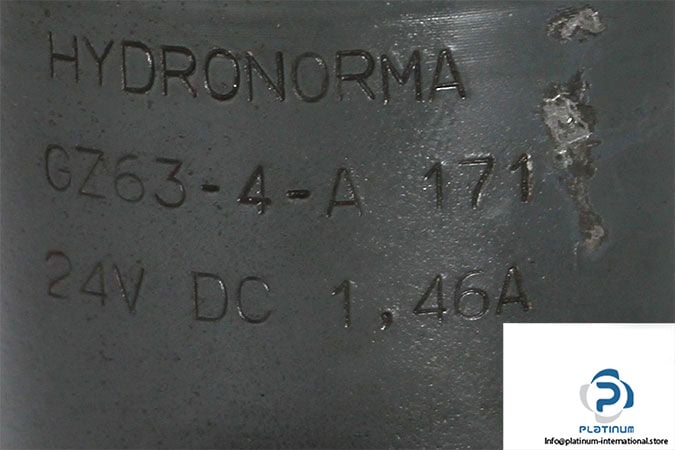 HYDRONORMA
GZ63-4-A 171
24V DC 1,46A
PLATINUM
Info@platinum-international.store